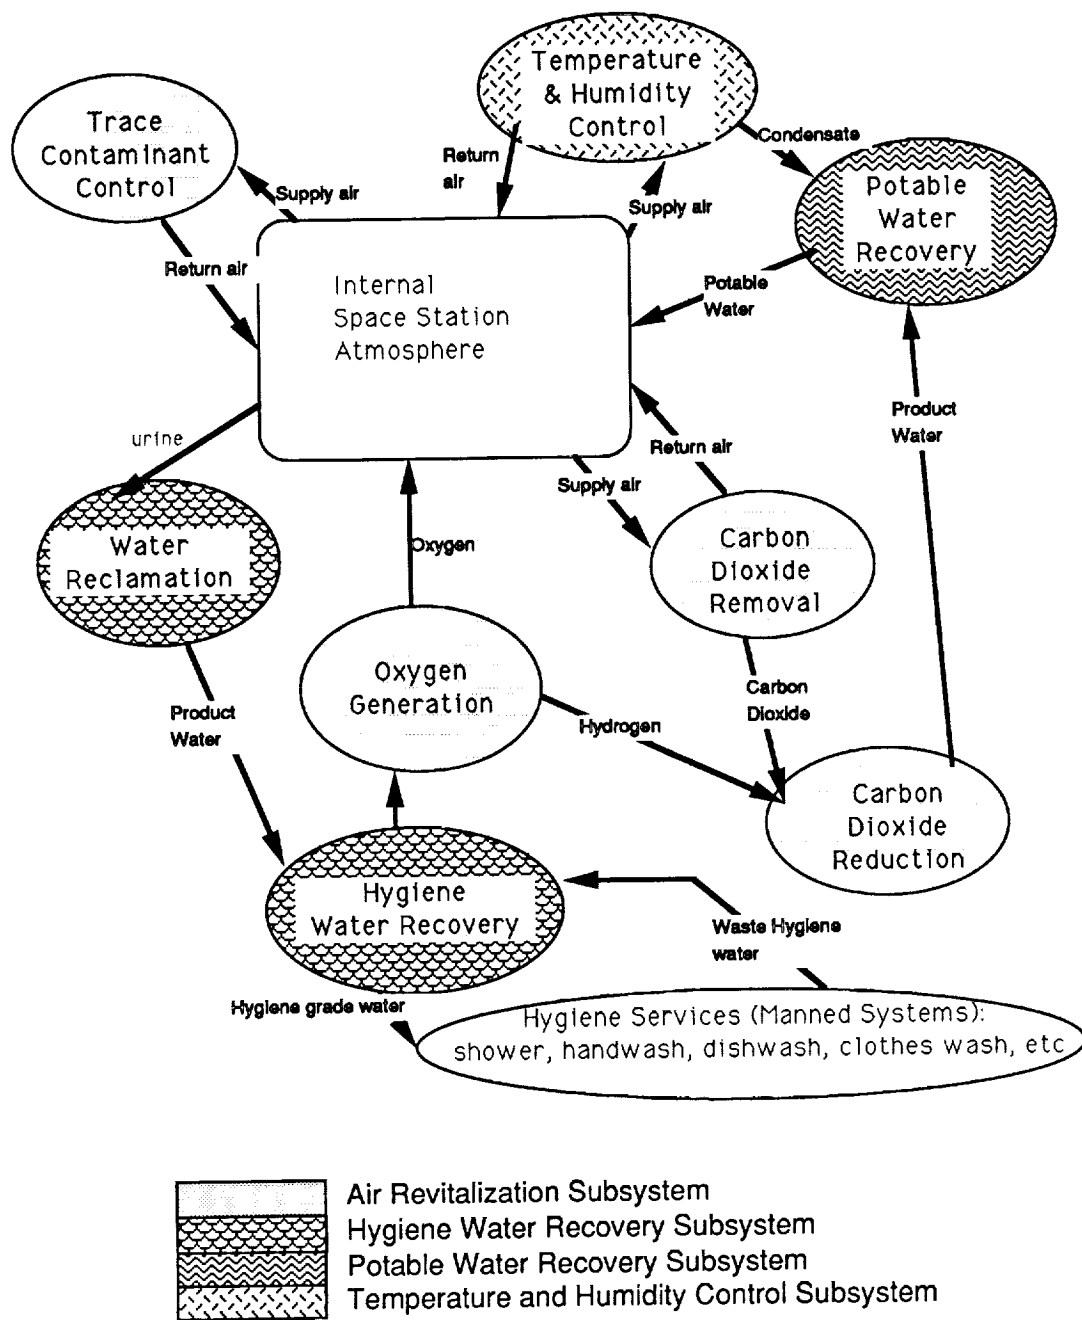 Temperature
& Humidity
Control
Trace
Contaminant
Control
Condensate
Return
air
Supply air
Supply air
Potable
Water
Recovery
Return air
Internal
Space Station
Atmosphere
Potable
Water
urine
Product
Water
Return air
Supply air
Water
Reclamation
Oxygen
Carbon
Dioxide
Removal
Oxygen
Generation
Product
Water
Hydrogen
Carbon
Dioxide
Carbon
Dioxide
Reduction
Hygiene
Water Recovery
Waste Hygiene
water
Hygiene grade water
Hygiene Services (Manned Systems):
shower, handwash, dishwash, clothes wash, etc
Air Revitalization Subsystem
Hygiene Water Recovery Subsystem
Potable Water Recovery Subsystem
Temperature and Humidity Control Subsystem